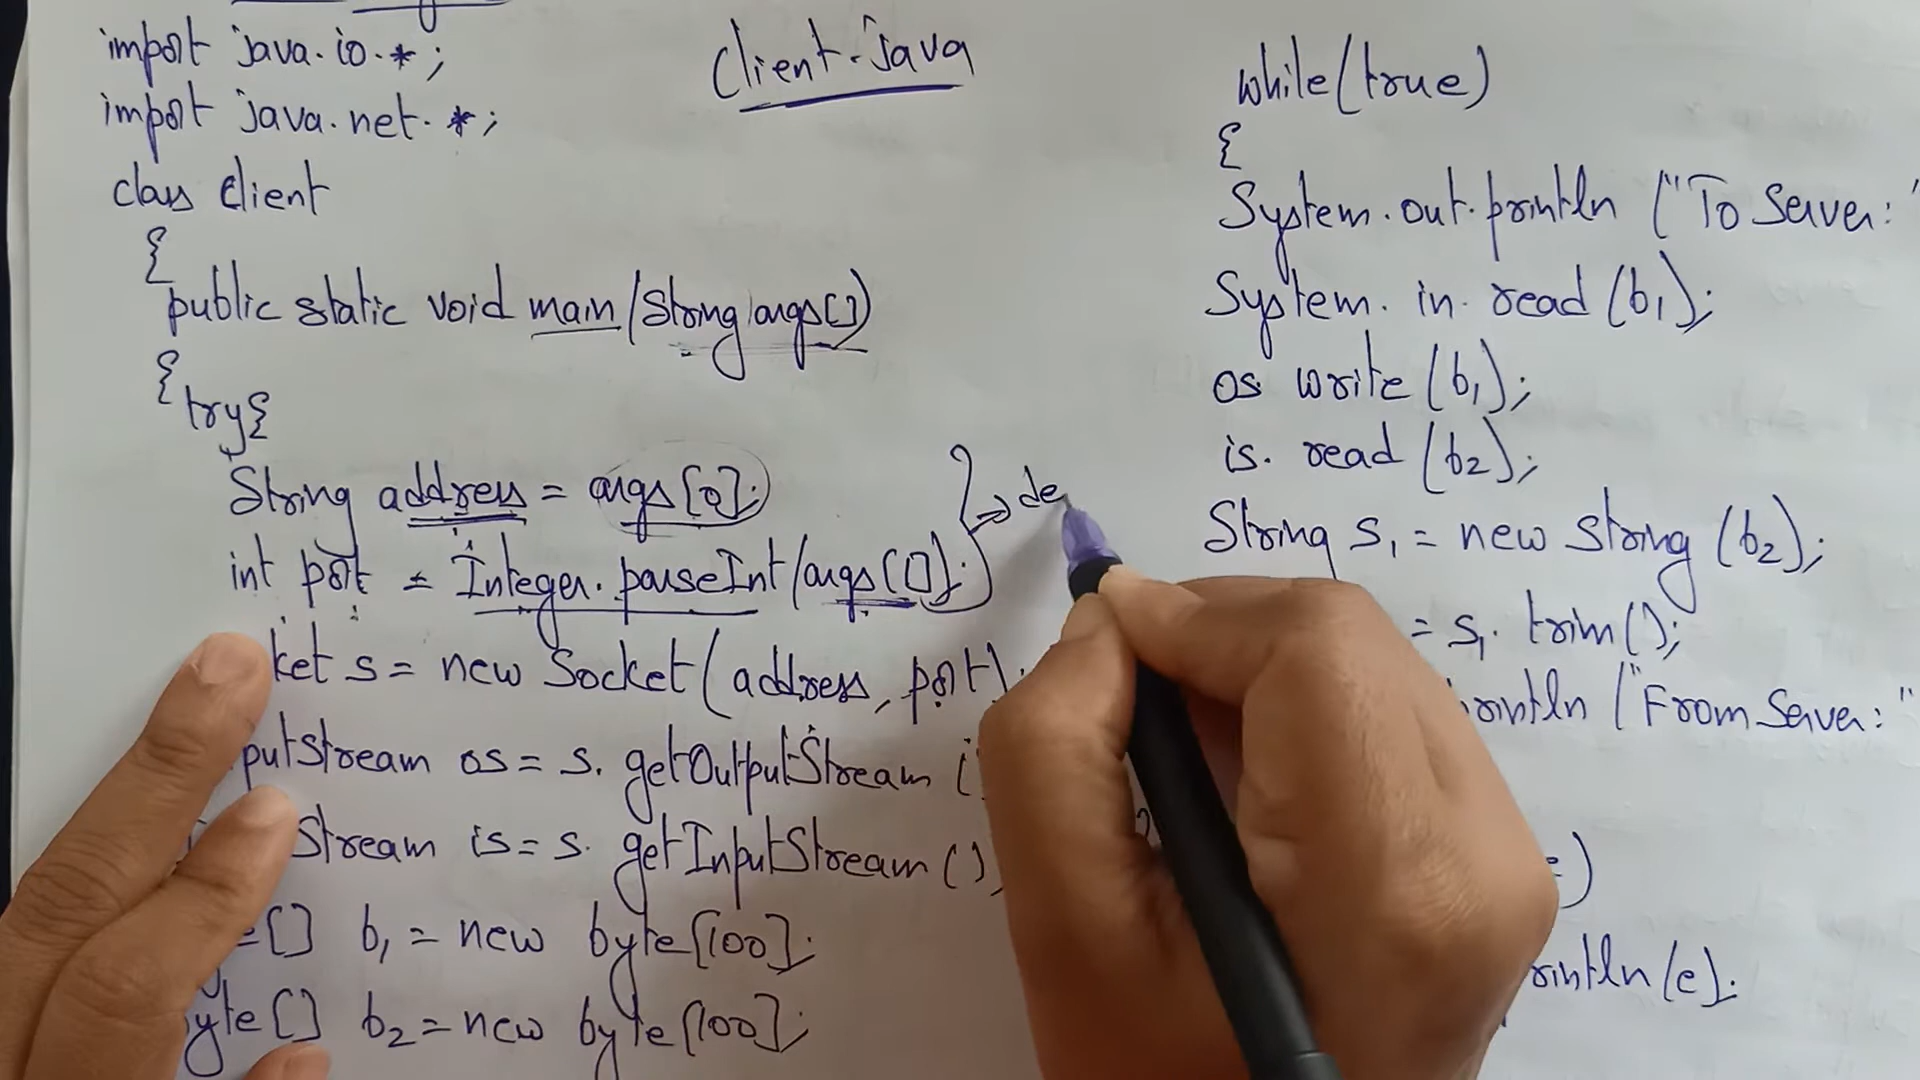 import java.io.*;
import java.net.*;
Client.java
class Client
{
public static void main(String args[])
{
try{
String address = args[0];
int port = Integer.parseInt(args[];
ket s = new Socket(address, port);
putStream os = s.getOutputStream(
Stream is = s.getInputStream();
[] b1 = new byte[100];
yte[] b2 = new byte[100];
→ de
while(true)
{
System.out.println("To Server:"
System.in.read(b1);
os write(b1);
is.read(b2);
String s1 = new String(b2);
= s1.trim();
rintln("From Server:"
)
rintln(e).